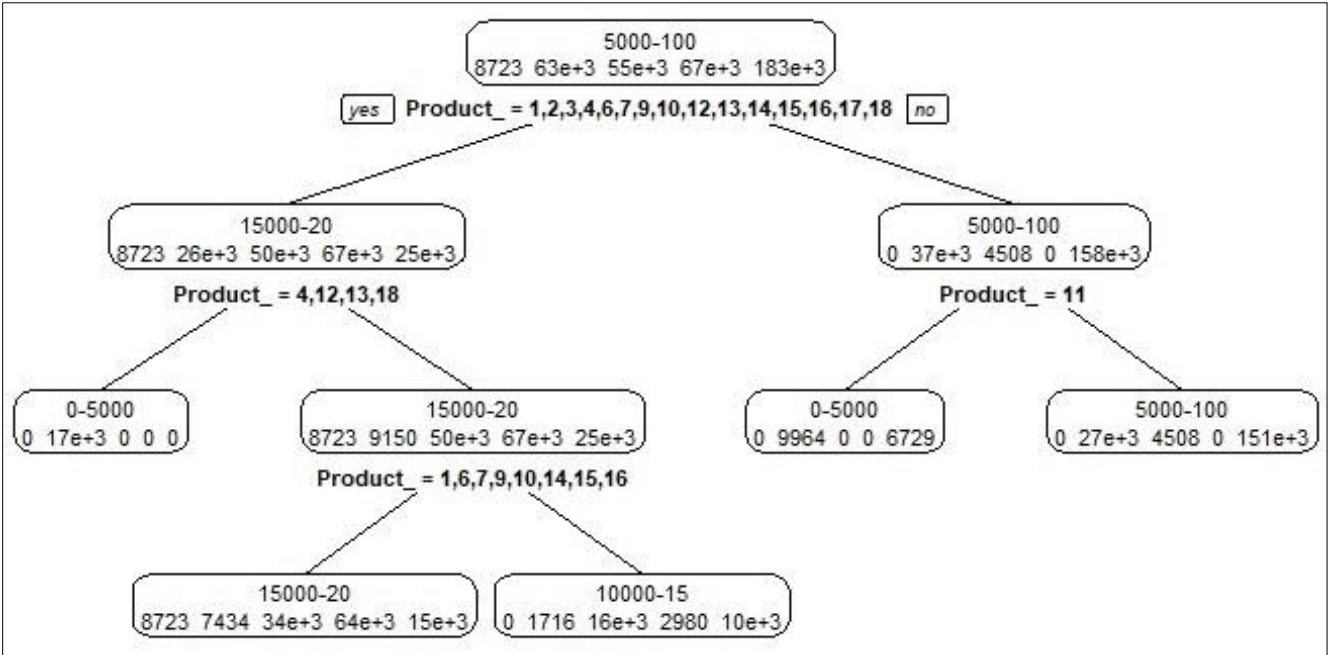 5000-100
8723 63e+3 55e+3 67e+3 183e+3
yes Product_ = 1,2,3,4,6,7,9,10,12,13,14,15,16,17,18 no
15000-20
8723 26e+3 50e+3 67e+3 25e+3
5000-100
0 37e+3 4508 0 158e+3
Product_ = 4,12,13,18
Product_ = 11
0-5000
0 17e+3 0 0 0
15000-20
8723 9150 50e+3 67e+3 25e+3
0-5000
0 9964 0 0 6729
5000-100
0 27e+3 4508 0 151e+3
Product_ = 1,6,7,9,10,14,15,16
15000-20
8723 7434 34e+3 64e+3 15e+3
10000-15
0 1716 16e+3 2980 10e+3